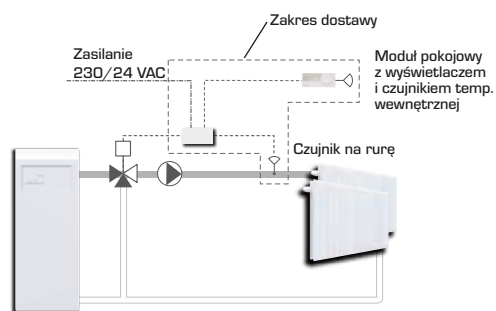 Zakres dostawy
Zasilanie
230/24 VAC
Moduł pokojowy
z wyświetlaczem
i czujnikiem temp.
wewnętrznej
Czujnik na rurę